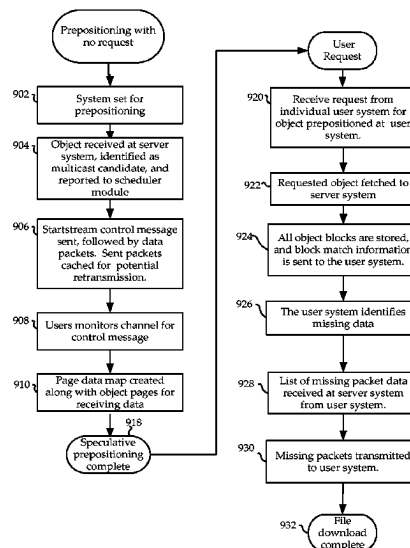 Prepositioning with
no request
902
System set for
prepositioning
904
Object received at server
system, identified as
multicast candidate, and
reported to scheduler
module
906
Startstream control message
sent, followed by data
packets. Sent packets
cached for potential
retransmission.
908
Users monitors channel for
control message
910
Page data map created
along with object pages for
receiving data
918
Speculative
prepositioning
complete
User
Request
920
Receive request from
individual user system for
object prepositioned at user
system.
922
Requested object fetched to
server system
924
All object blocks are stored,
and block match information
is sent to the user system.
926
The user system identifies
missing data
928
List of missing packet data
received at server system
from user system.
930
Missing packets transmitted
to user system.
932
File
download
complete